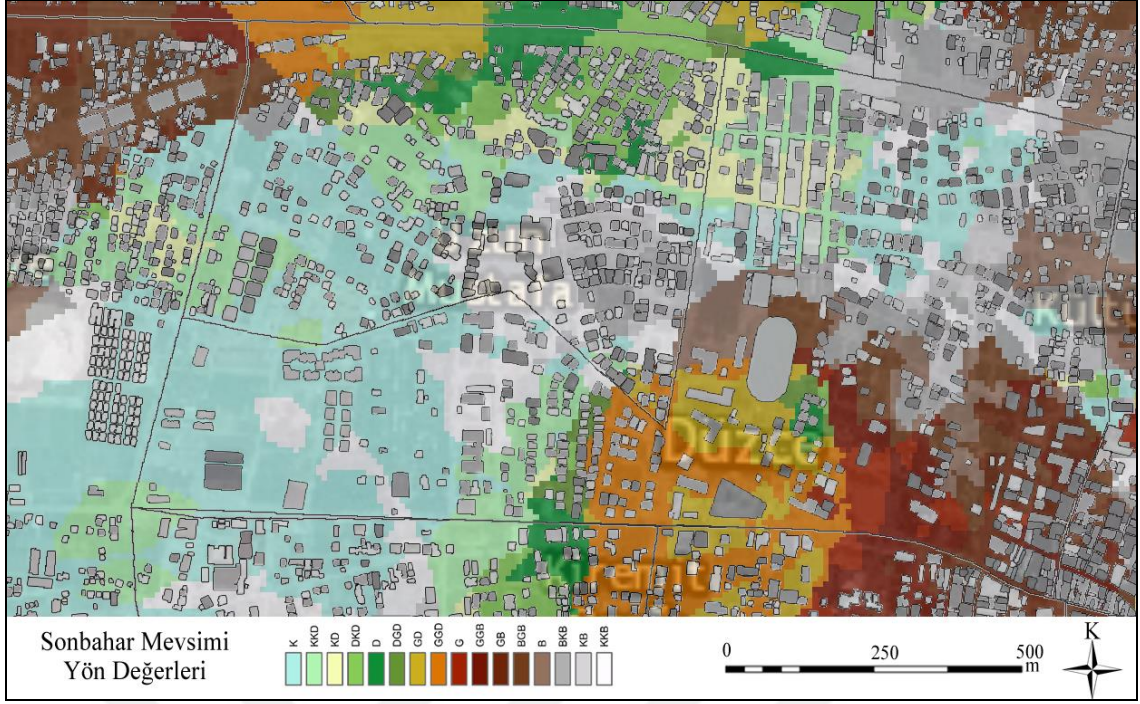 Düzce
Kiremit
Sonbahar Mevsimi
Yön Değerleri
K KKD KD DKD D DGD GD GGD G GGB GB BGB B BKB KB KKB
0 250 500
m
K